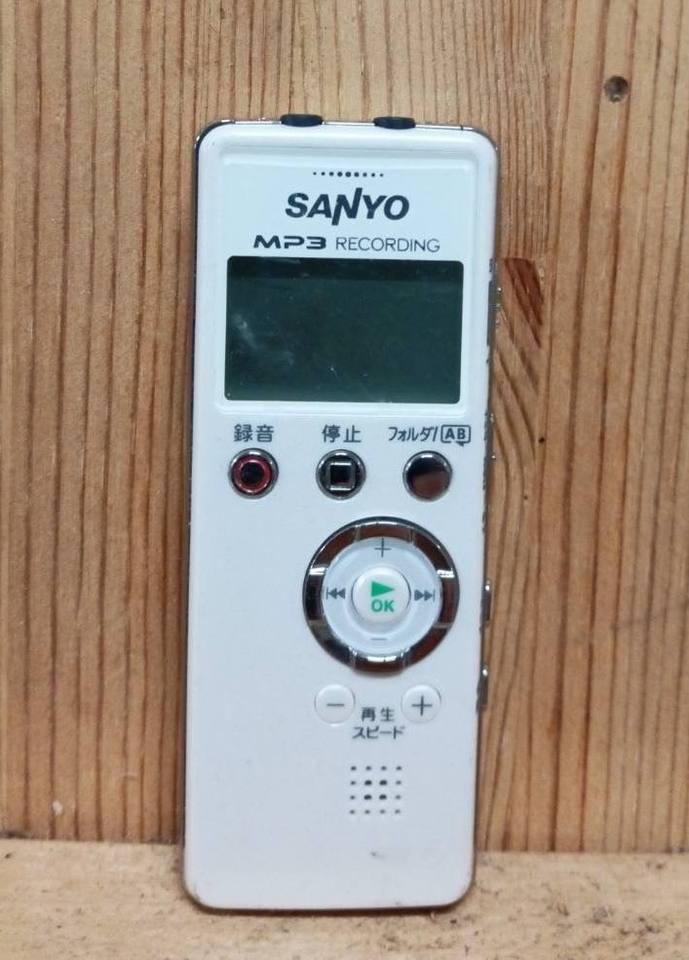 SANYO
MP3 RECORDING
録音 停止 フォルダ/AB
+
OK
−
− 再生 +
スピード